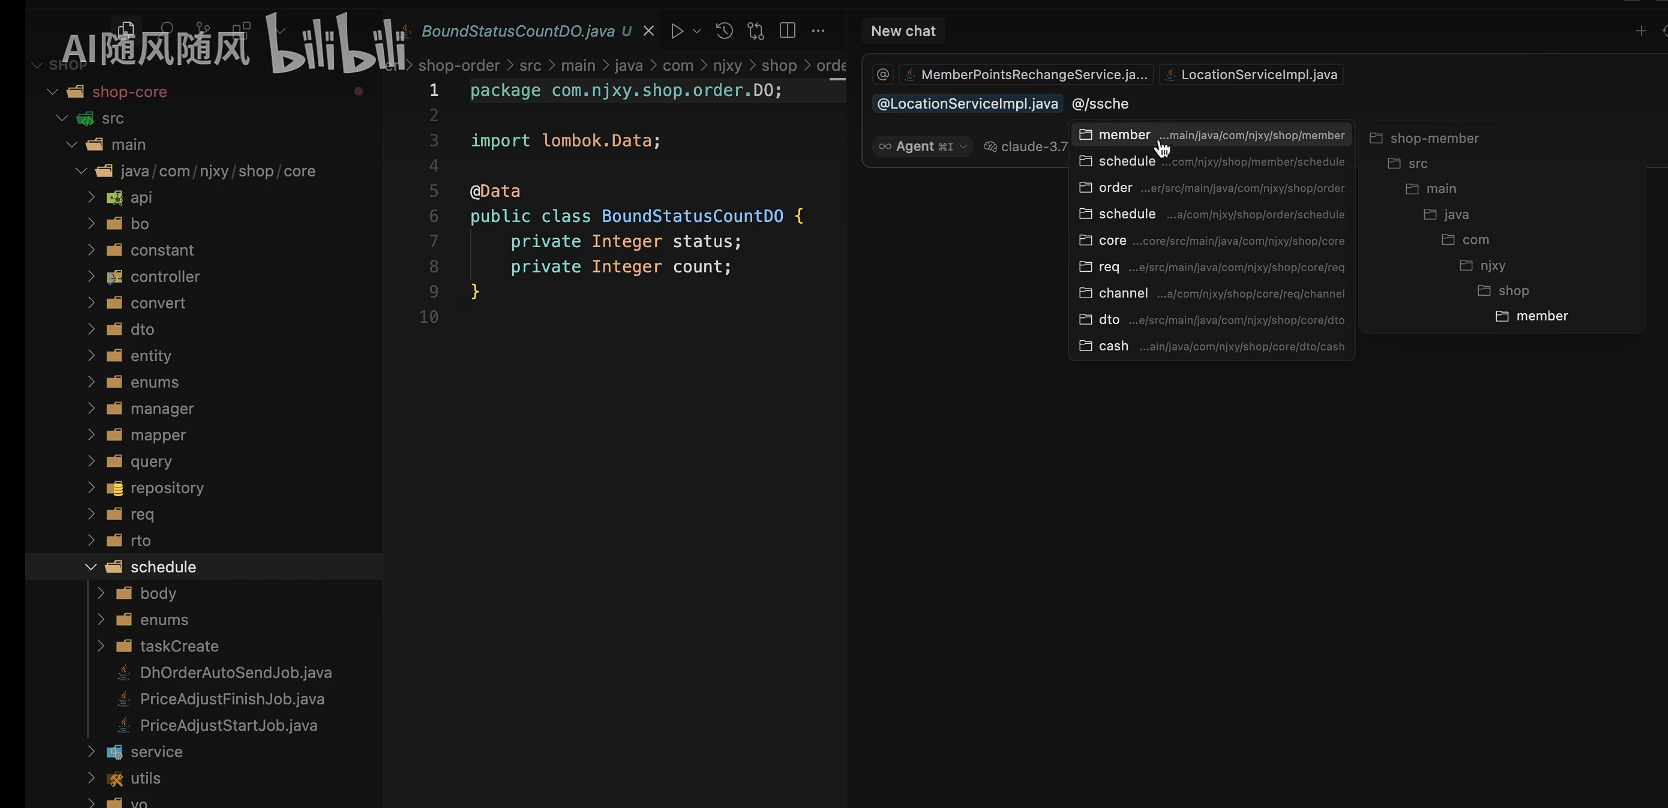 AI随风随风 bilibili
SHOP
shop-core
src
main
java/com/njxy/shop/core
api
bo
constant
controller
convert
dto
entity
enums
manager
mapper
query
repository
req
rto
schedule
body
enums
taskCreate
DhOrderAutoSendJob.java
PriceAdjustFinishJob.java
PriceAdjustStartJob.java
service
utils
vo
BoundStatusCountDO.java U
shop-order > src > main > java > com > njxy > shop > orde
1 package com.njxy.shop.order.DO;
2
3 import lombok.Data;
4
5 @Data
6 public class BoundStatusCountDO {
7 private Integer status;
8 private Integer count;
9 }
10
New chat
@ MemberPointsRechangeService.ja... LocationServiceImpl.java
@LocationServiceImpl.java @/ssche
Agent ⌘I claude-3.7
member ...main/java/com/njxy/shop/member
schedule ...com/njxy/shop/member/schedule
order ...er/src/main/java/com/njxy/shop/order
schedule ...a/com/njxy/shop/order/schedule
core ...core/src/main/java/com/njxy/shop/core
req ...e/src/main/java/com/njxy/shop/core/req
channel ...a/com/njxy/shop/core/req/channel
dto ...e/src/main/java/com/njxy/shop/core/dto
cash ...ain/java/com/njxy/shop/core/dto/cash
shop-member
src
main
java
com
njxy
shop
member